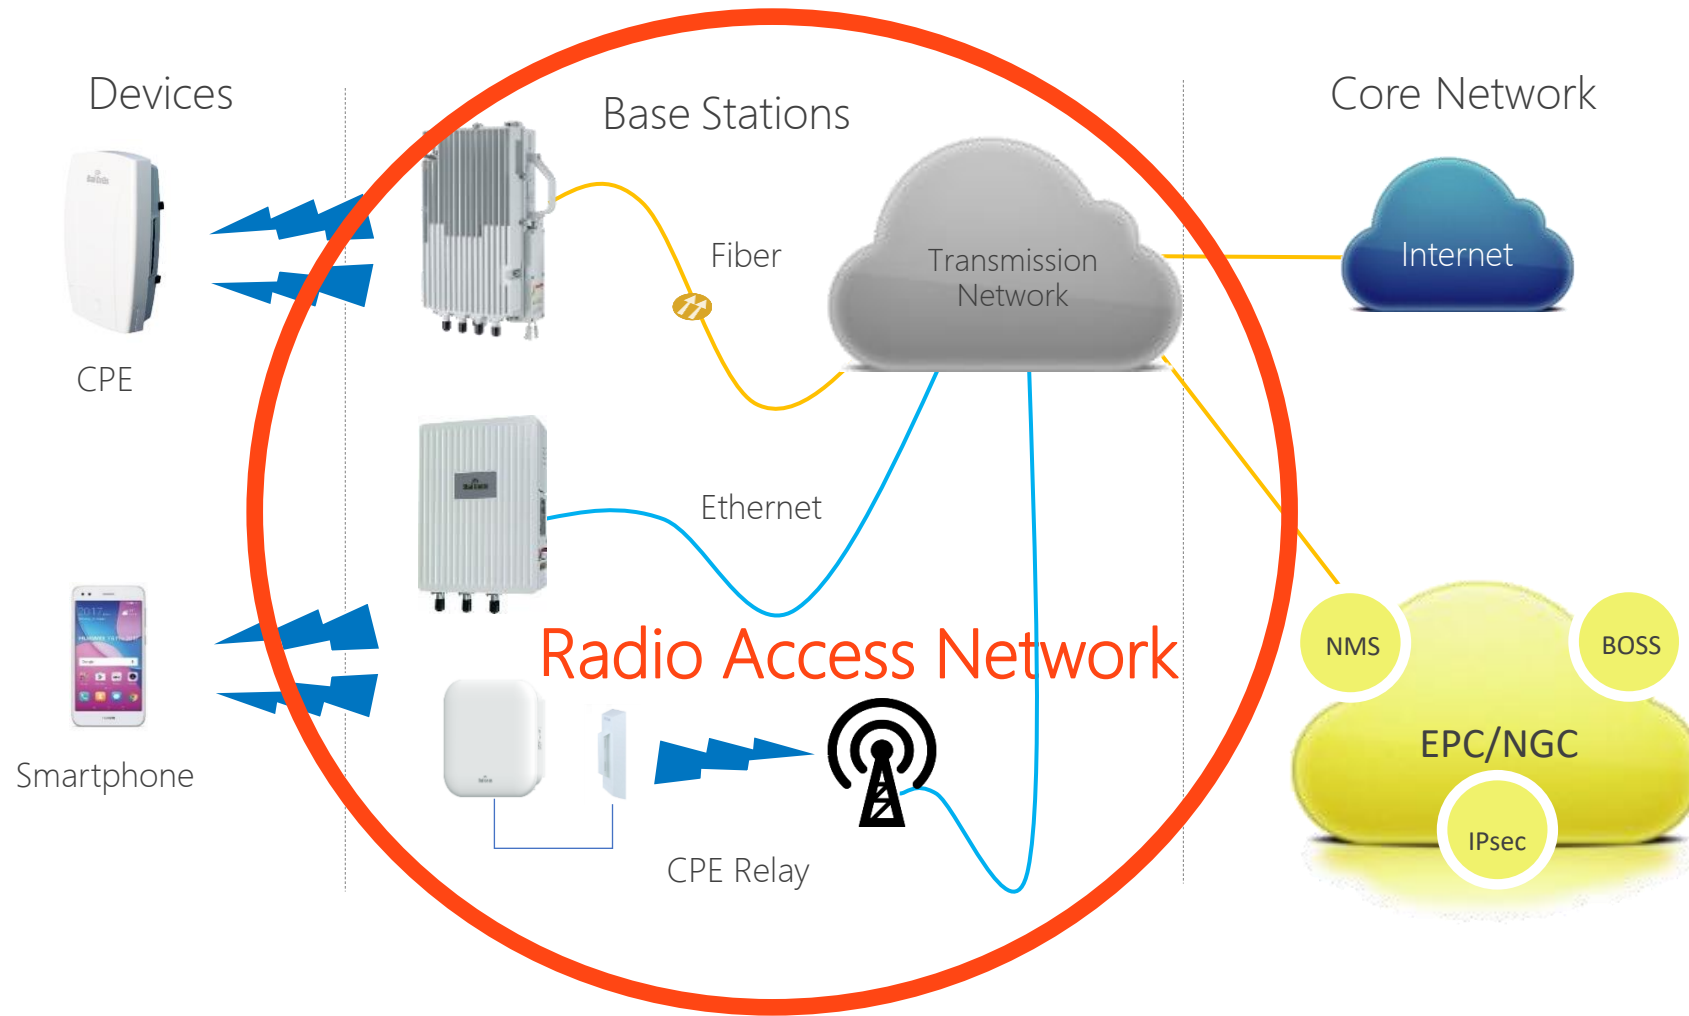 Devices
Base Stations
Core Network
Fiber
Transmission
Network
Internet
CPE
Ethernet
2017
Radio Access Network
NMS
BOSS
EPC/NGC
Smartphone
IPsec
CPE Relay